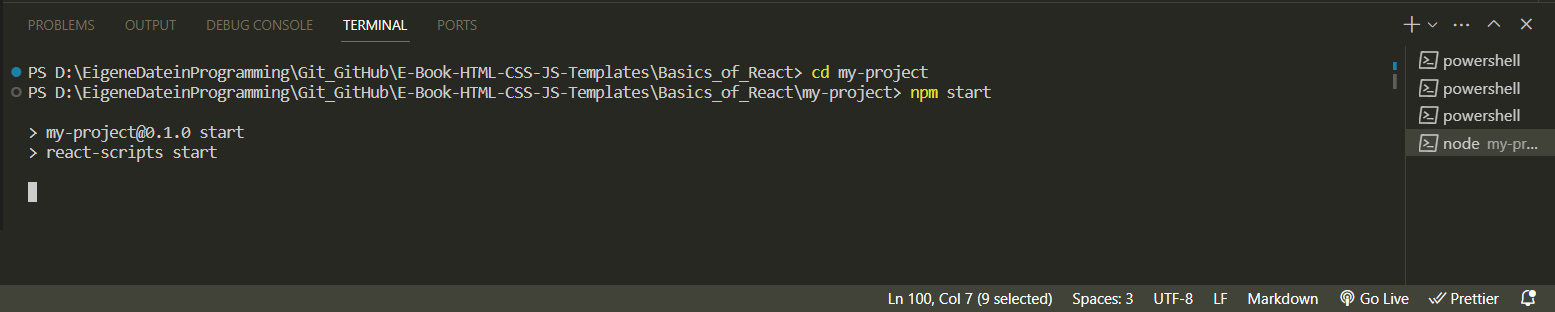 PROBLEMS OUTPUT DEBUG CONSOLE TERMINAL PORTS
PS D:\EigeneDateinProgramming\Git_GitHub\E-Book-HTML-CSS-JS-Templates\Basics_of_React> cd my-project
PS D:\EigeneDateinProgramming\Git_GitHub\E-Book-HTML-CSS-JS-Templates\Basics_of_React\my-project> npm start
> my-project@0.1.0 start
> react-scripts start
powershell
powershell
powershell
node my-pr...
Ln 100, Col 7 (9 selected) Spaces: 3 UTF-8 LF Markdown Go Live Prettier